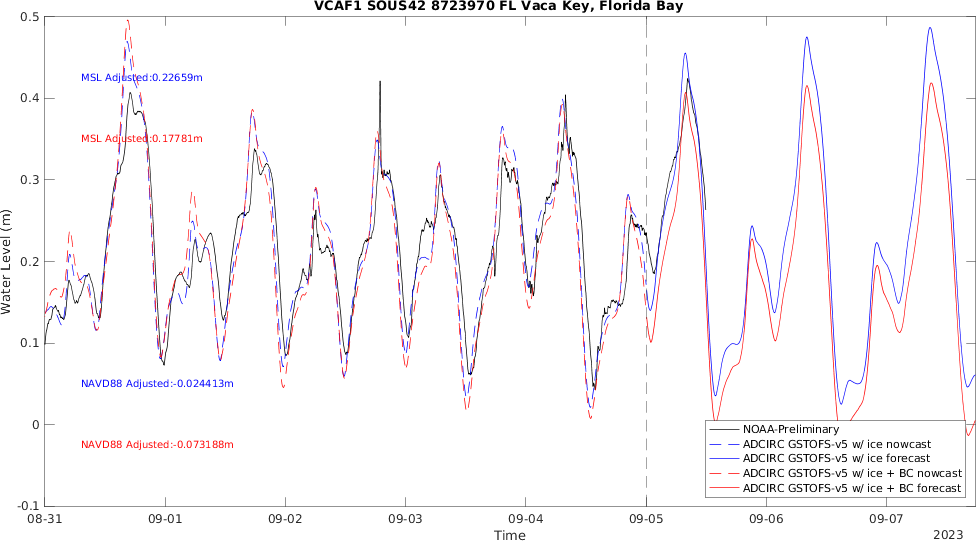 VCAF1 SOUS42 8723970 FL Vaca Key, Florida Bay
0.5
0.4
0.3
0.2
0.1
0
-0.1
Water Level (m)
MSL Adjusted:0.22659m
MSL Adjusted:0.17781m
NAVD88 Adjusted:-0.024413m
NAVD88 Adjusted:-0.073188m
NOAA-Preliminary
ADCIRC GSTOFS-v5 w/ ice nowcast
ADCIRC GSTOFS-v5 w/ ice forecast
ADCIRC GSTOFS-v5 w/ ice + BC nowcast
ADCIRC GSTOFS-v5 w/ ice + BC forecast
08-31 09-01 09-02 09-03 09-04 09-05 09-06 09-07
Time
2023